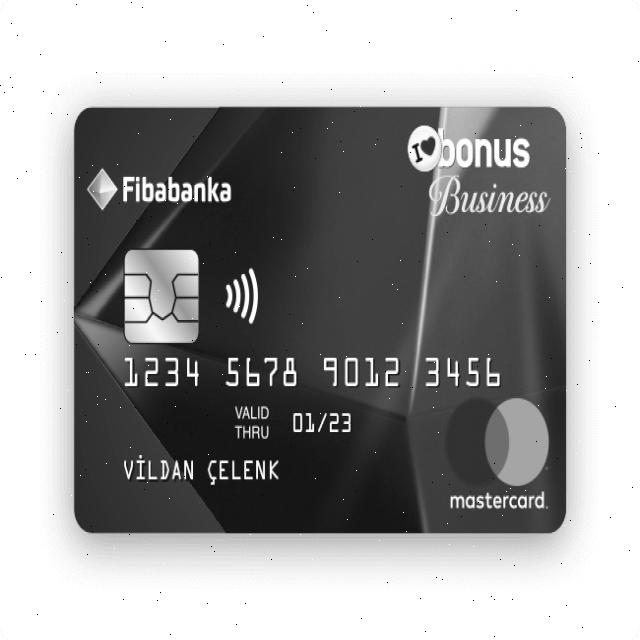 I bonus
Business
Fibabanka
1234 5678 9012 3456
VALID
THRU 01/23
VİLDAN ÇELENK
mastercard.